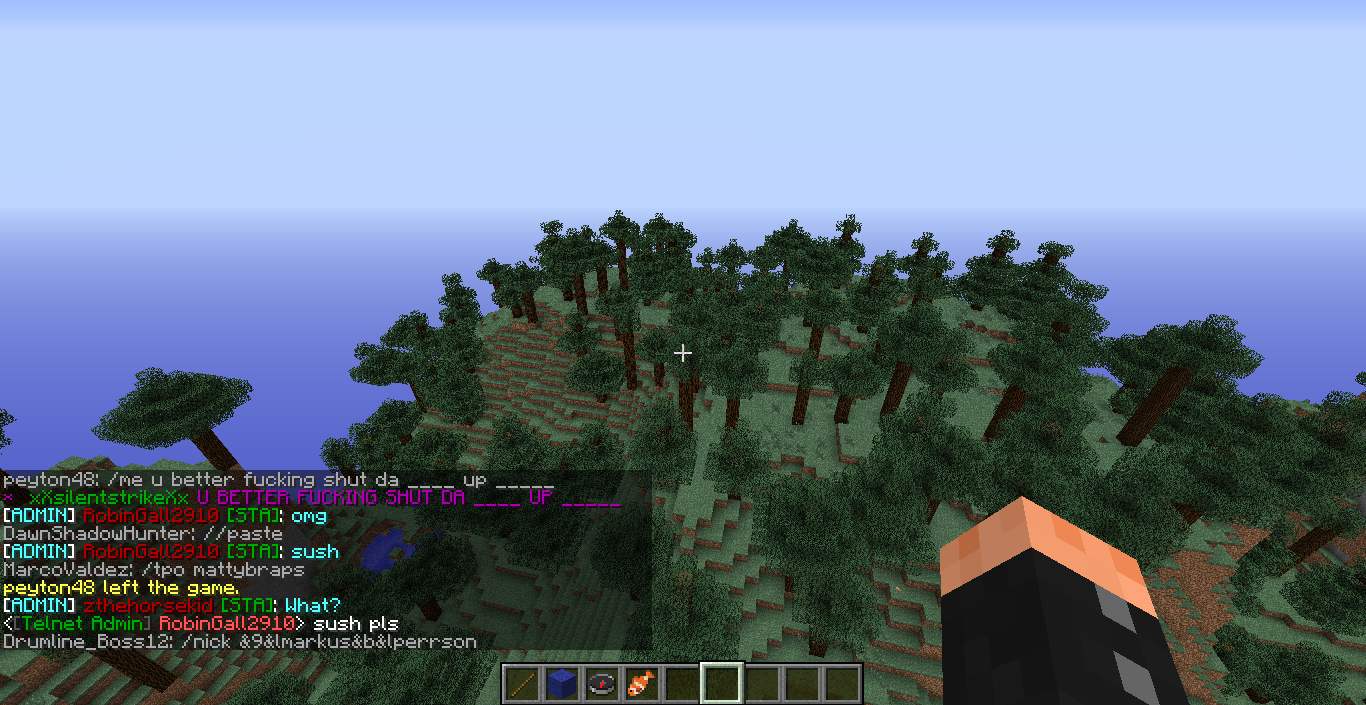 peyton48: /me u better fucking shut da ____ up _____
* xXsilentstrikeXx U BETTER FUCKING SHUT DA ____ UP _____
[ADMIN] RobinGall2910 [STA]: omg
DawnShadowHunter: //paste
[ADMIN] RobinGall2910 [STA]: sush
MarcoValdez: /tpo mattybraps
peyton48 left the game.
[ADMIN] zthehorsekid [STA]: What?
<[Telnet Admin] RobinGall2910> sush pls
Drumline_Boss12: /nick &9&lmarkus&b&lperrson